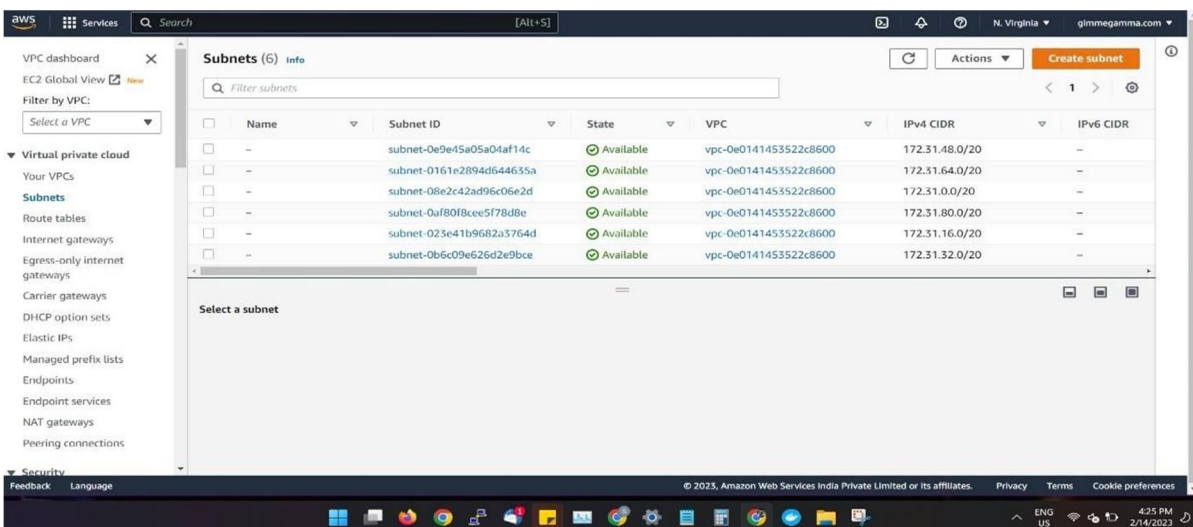 aws Services Search [Alt+S] N. Virginia gimmegamma.com
VPC dashboard
EC2 Global View New
Filter by VPC:
Select a VPC
Virtual private cloud
Your VPCs
Subnets
Route tables
Internet gateways
Egress-only internet
gateways
Carrier gateways
DHCP option sets
Elastic IPs
Managed prefix lists
Endpoints
Endpoint services
NAT gateways
Peering connections
Security
Subnets (6) Info Actions Create subnet
Filter subnets 1
Name Subnet ID State VPC IPv4 CIDR IPv6 CIDR
– subnet-0e9e45a05a04af14c Available vpc-0e0141453522c8600 172.31.48.0/20 –
– subnet-0161e2894d644635a Available vpc-0e0141453522c8600 172.31.64.0/20 –
– subnet-08e2c42ad96c06e2d Available vpc-0e0141453522c8600 172.31.0.0/20 –
– subnet-0af80f8cee5f78d8e Available vpc-0e0141453522c8600 172.31.80.0/20 –
– subnet-023e41b9682a3764d Available vpc-0e0141453522c8600 172.31.16.0/20 –
– subnet-0b6c09e626d2e9bce Available vpc-0e0141453522c8600 172.31.32.0/20 –
Select a subnet
Feedback Language © 2023, Amazon Web Services India Private Limited or its affiliates. Privacy Terms Cookie preferences
ENG 4:25 PM
US 2/14/2023